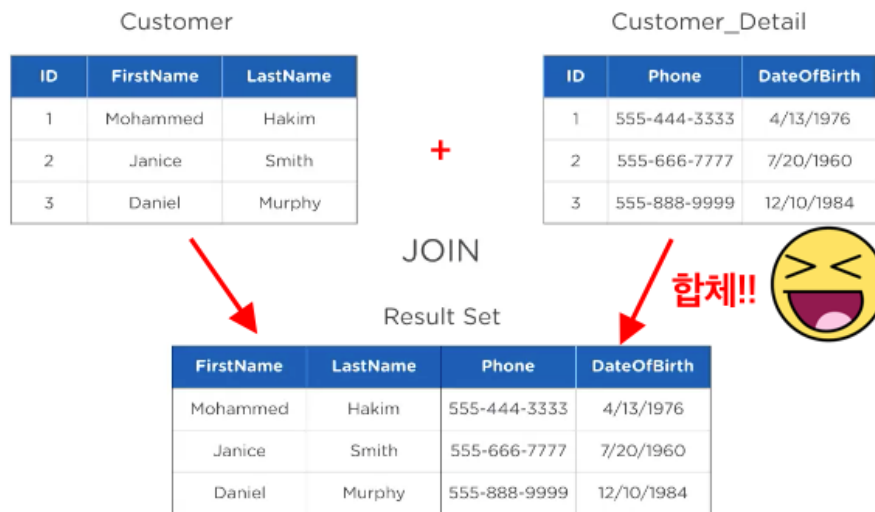 Customer
Customer_Detail
ID FirstName LastName
1 Mohammed Hakim
2 Janice Smith
3 Daniel Murphy
+
ID Phone DateOfBirth
1 555-444-3333 4/13/1976
2 555-666-7777 7/20/1960
3 555-888-9999 12/10/1984
JOIN
합체!!
Result Set
FirstName LastName Phone DateOfBirth
Mohammed Hakim 555-444-3333 4/13/1976
Janice Smith 555-666-7777 7/20/1960
Daniel Murphy 555-888-9999 12/10/1984